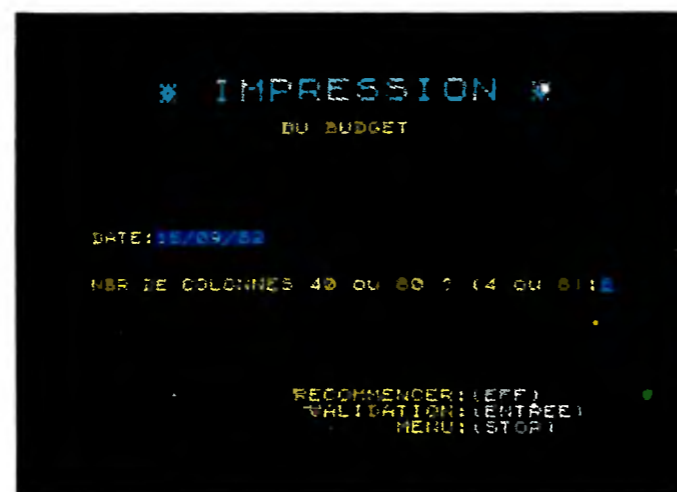 * IMPRESSION *
DU BUDGET
DATE:15/09/82
NBR DE COLONNES 40 OU 80 ? (4 OU 8):8
RECOMMENCER:(EFF)
VALIDATION:(ENTREE)
MENU:(STOP)